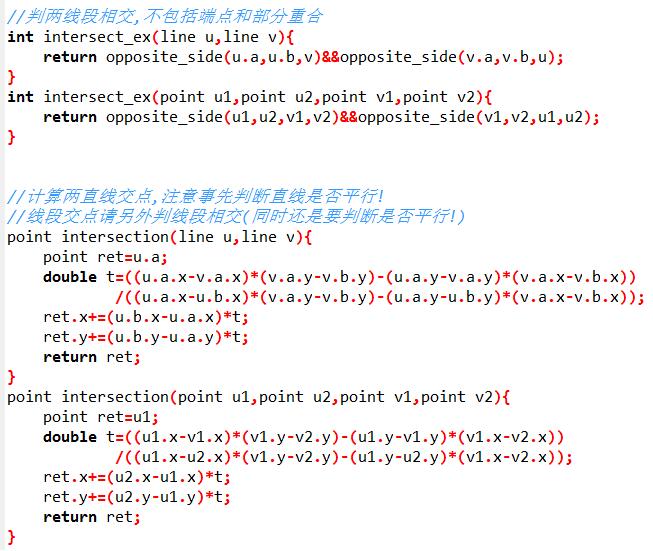 //判两线段相交,不包括端点和部分重合
int intersect_ex(line u,line v){
    return opposite_side(u.a,u.b,v)&&opposite_side(v.a,v.b,u);
}
int intersect_ex(point u1,point u2,point v1,point v2){
    return opposite_side(u1,u2,v1,v2)&&opposite_side(v1,v2,u1,u2);
}
//计算两直线交点,注意事先判断直线是否平行!
//线段交点请另外判线段相交(同时还是要判断是否平行!)
point intersection(line u,line v){
    point ret=u.a;
    double t=((u.a.x-v.a.x)*(v.a.y-v.b.y)-(u.a.y-v.a.y)*(v.a.x-v.b.x))
            /((u.a.x-u.b.x)*(v.a.y-v.b.y)-(u.a.y-u.b.y)*(v.a.x-v.b.x));
    ret.x+=(u.b.x-u.a.x)*t;
    ret.y+=(u.b.y-u.a.y)*t;
    return ret;
}
point intersection(point u1,point u2,point v1,point v2){
    point ret=u1;
    double t=((u1.x-v1.x)*(v1.y-v2.y)-(u1.y-v1.y)*(v1.x-v2.x))
            /((u1.x-u2.x)*(v1.y-v2.y)-(u1.y-u2.y)*(v1.x-v2.x));
    ret.x+=(u2.x-u1.x)*t;
    ret.y+=(u2.y-u1.y)*t;
    return ret;
}